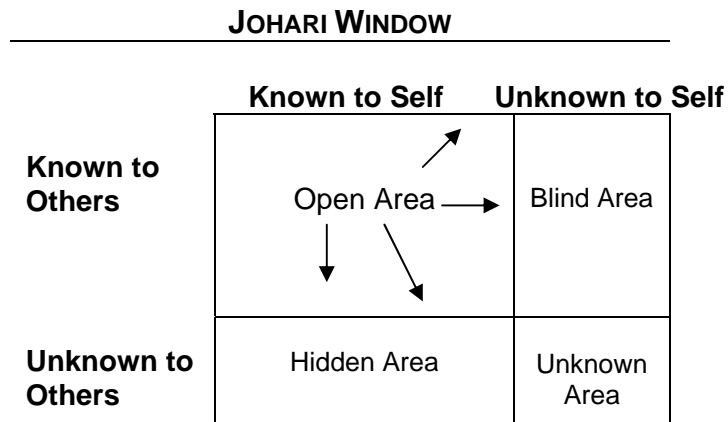 JOHARI WINDOW
Known to Self Unknown to Self
Known to
Others
Open Area
Blind Area
Unknown to
Others
Hidden Area
Unknown
Area